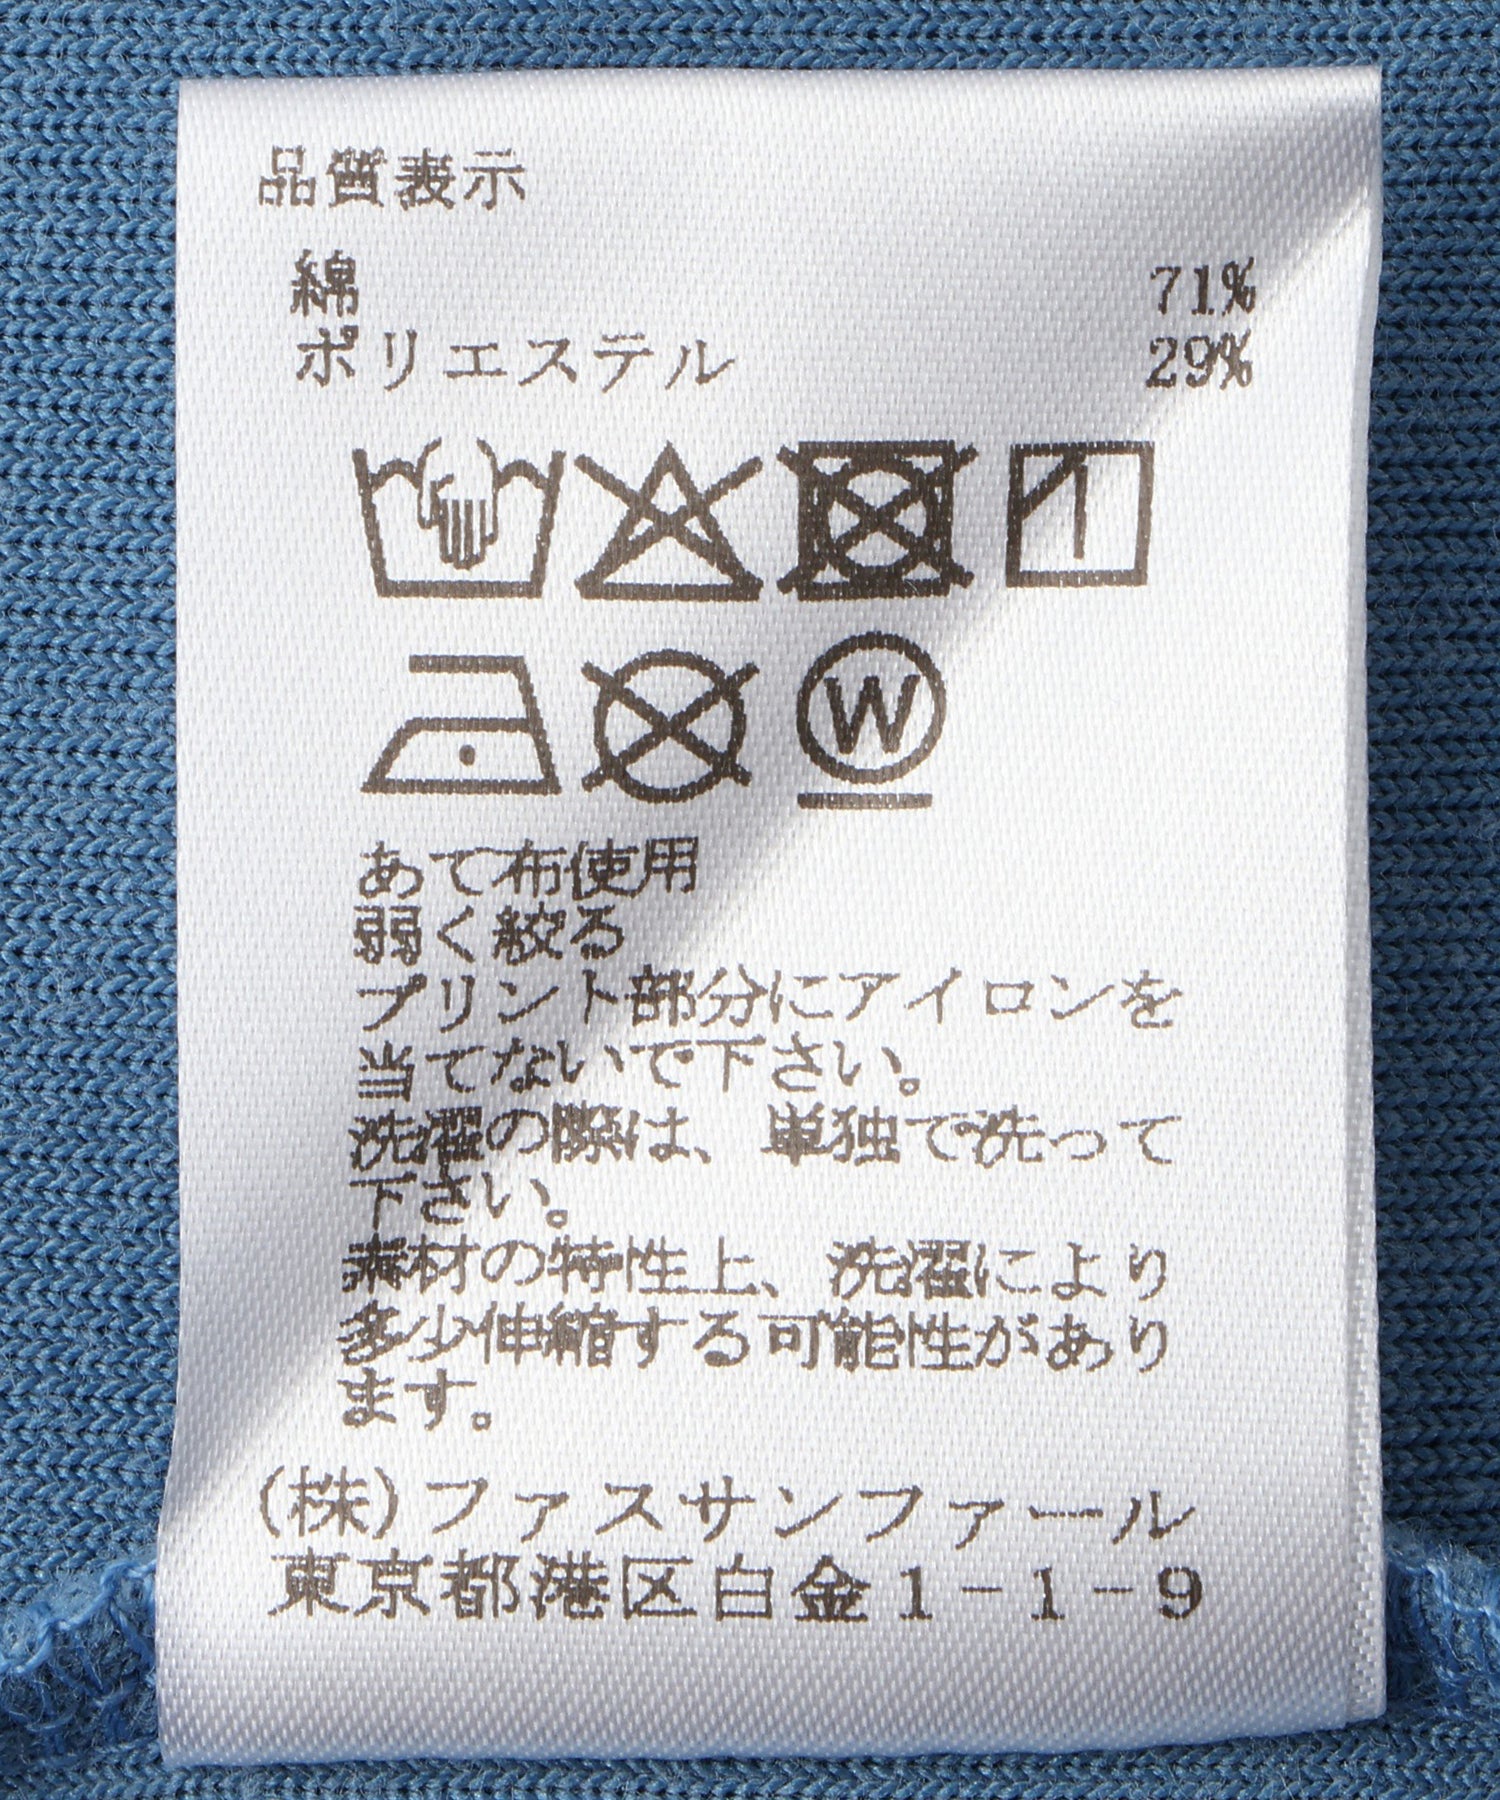 品質表示
綿 71%
ポリエステル 29%
W
あて布使用
弱く絞る
プリント部分にアイロンを
当てないで下さい。
洗濯の際は、単独で洗って
下さい。
素材の特性上、洗濯により
多少伸縮する可能性があり
ます。
(株)ファスサンファール
東京都港区白金1-1-9